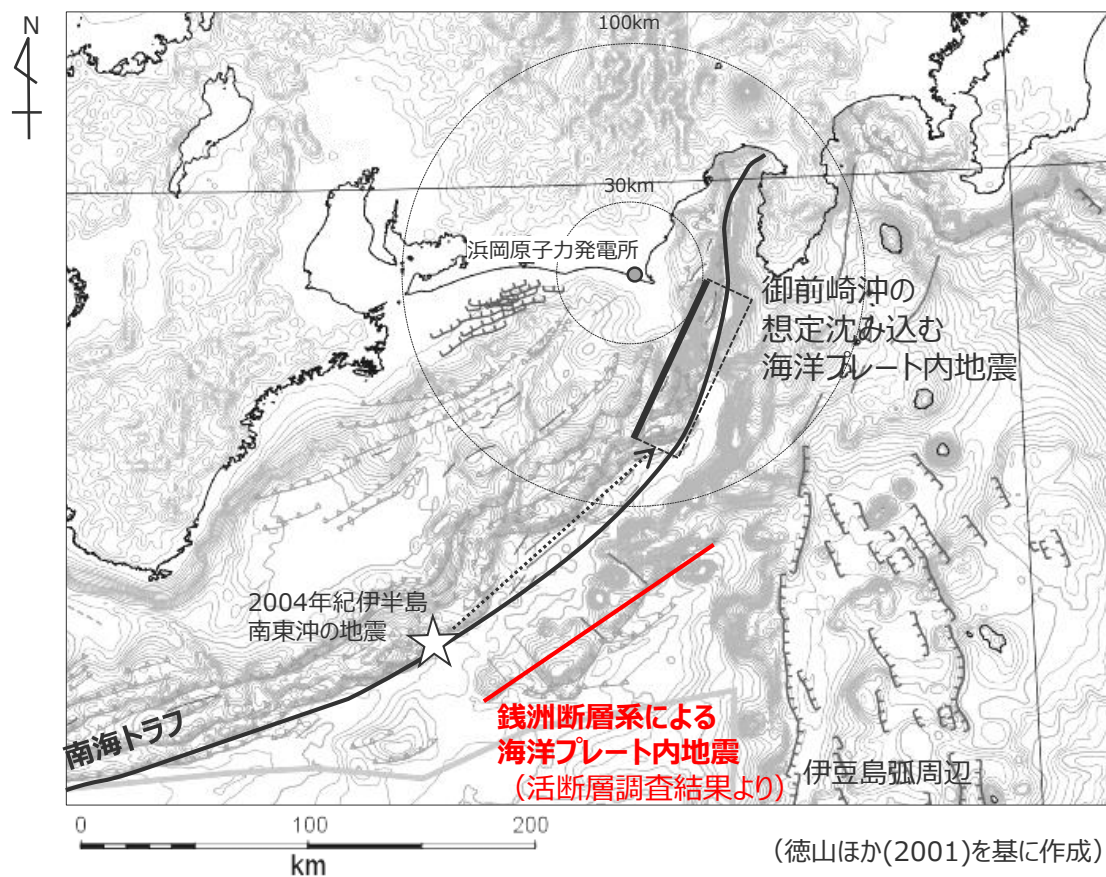 N
100km
30km
浜岡原子力発電所
御前崎沖の
想定沈み込む
海洋プレート内地震
2004年紀伊半島
南東沖の地震
南海トラフ
銭洲断層系による
海洋プレート内地震
（活断層調査結果より）
伊豆島弧周辺
0 100 200
km
（徳山ほか(2001)を基に作成）